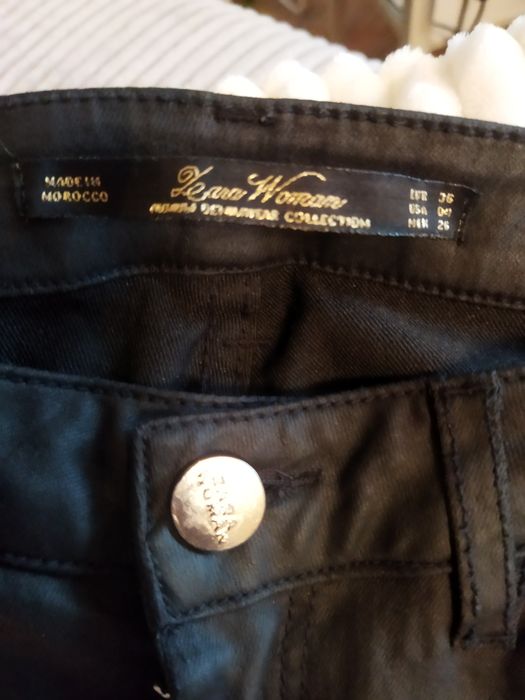 MADE IN
MOROCCO
Zara Woman
DENIMWEAR COLLECTION
EUR 36
USA 04
MEX 26